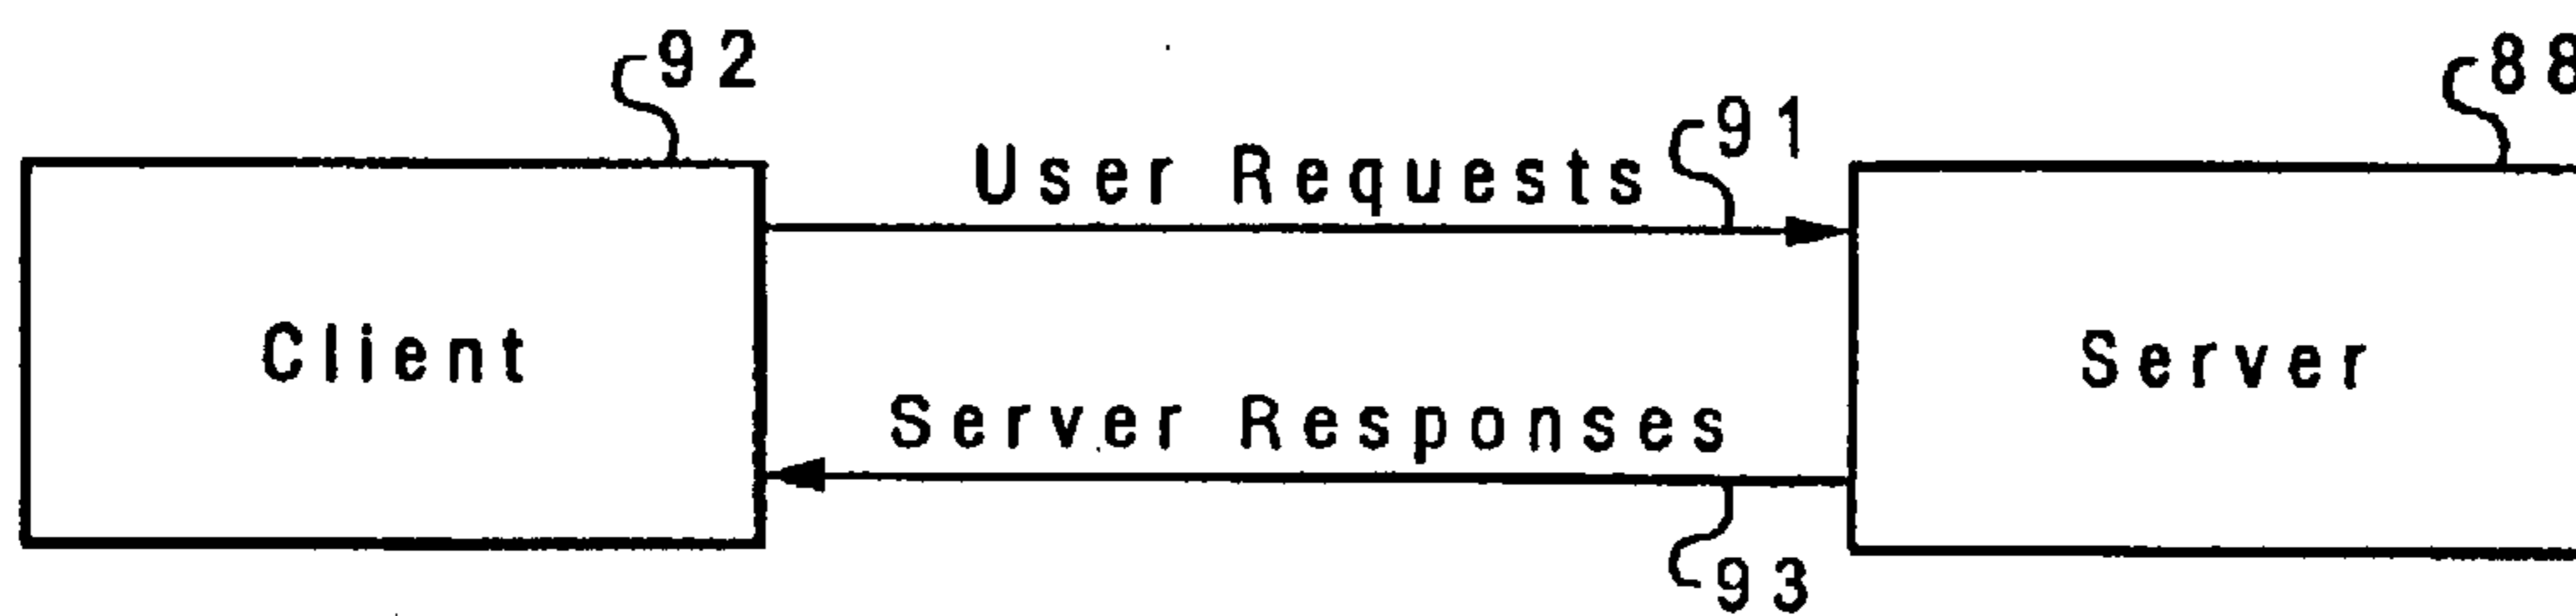 92
88
91
User Requests
Client
Server
Server Responses
93